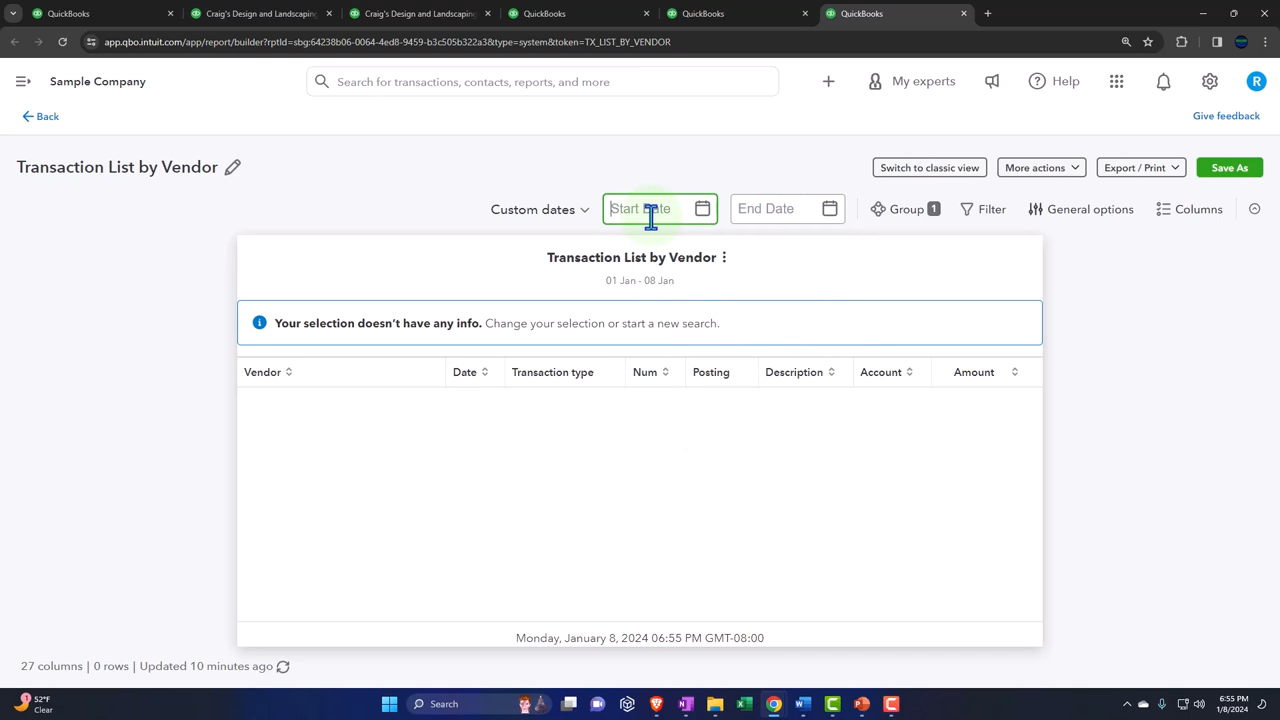 QuickBooks
Craig's Design and Landscaping
Craig's Design and Landscaping
QuickBooks
QuickBooks
QuickBooks
app.qbo.intuit.com/app/report/builder?rptId=sbg:64238b06-0064-4ed8-9459-b3c505b322a3&type=system&token=TX_LIST_BY_VENDOR
Sample Company
Search for transactions, contacts, reports, and more
My experts
Help
R
Back
Give feedback
Transaction List by Vendor
Switch to classic view
More actions
Export / Print
Save As
Custom dates
Start Date
End Date
Group 1
Filter
General options
Columns
Transaction List by Vendor
01 Jan - 08 Jan
Your selection doesn't have any info. Change your selection or start a new search.
Vendor Date Transaction type Num Posting Description Account Amount
Monday, January 8, 2024 06:55 PM GMT-08:00
27 columns | 0 rows | Updated 10 minutes ago
52°F
Clear
Search
6:55 PM
1/8/2024